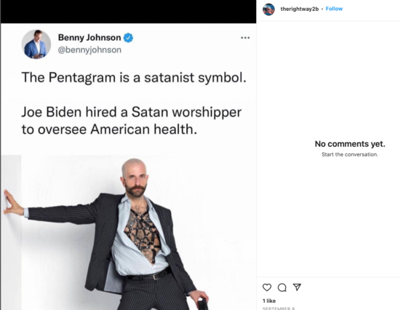 therightway2b • Follow
Benny Johnson
@bennyjohnson
The Pentagram is a satanist symbol.
Joe Biden hired a Satan worshipper
to oversee American health.
No comments yet.
Start the conversation.
1 like
SEPTEMBER 8